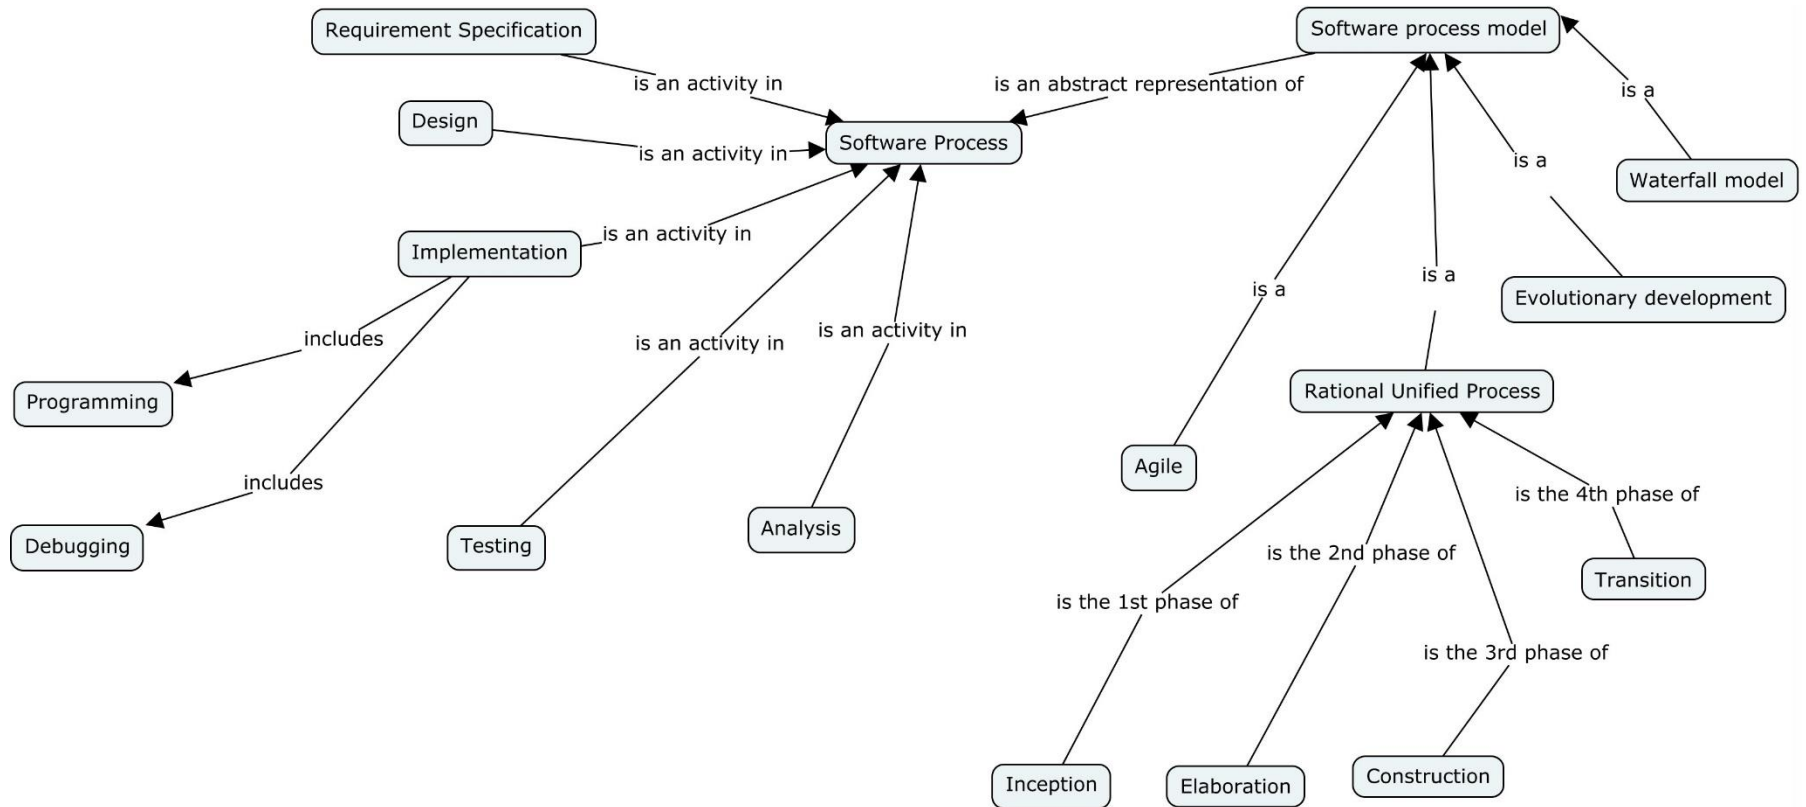 Requirement Specification
Software process model
is an activity in
is an abstract representation of
is a
Design
Software Process
is an activity in
is a
Waterfall model
is an activity in
Implementation
is a
is a
Evolutionary development
includes
is an activity in
is an activity in
Programming
Rational Unified Process
Agile
includes
is the 4th phase of
Debugging
Testing
Analysis
is the 2nd phase of
Transition
is the 1st phase of
is the 3rd phase of
Inception
Elaboration
Construction